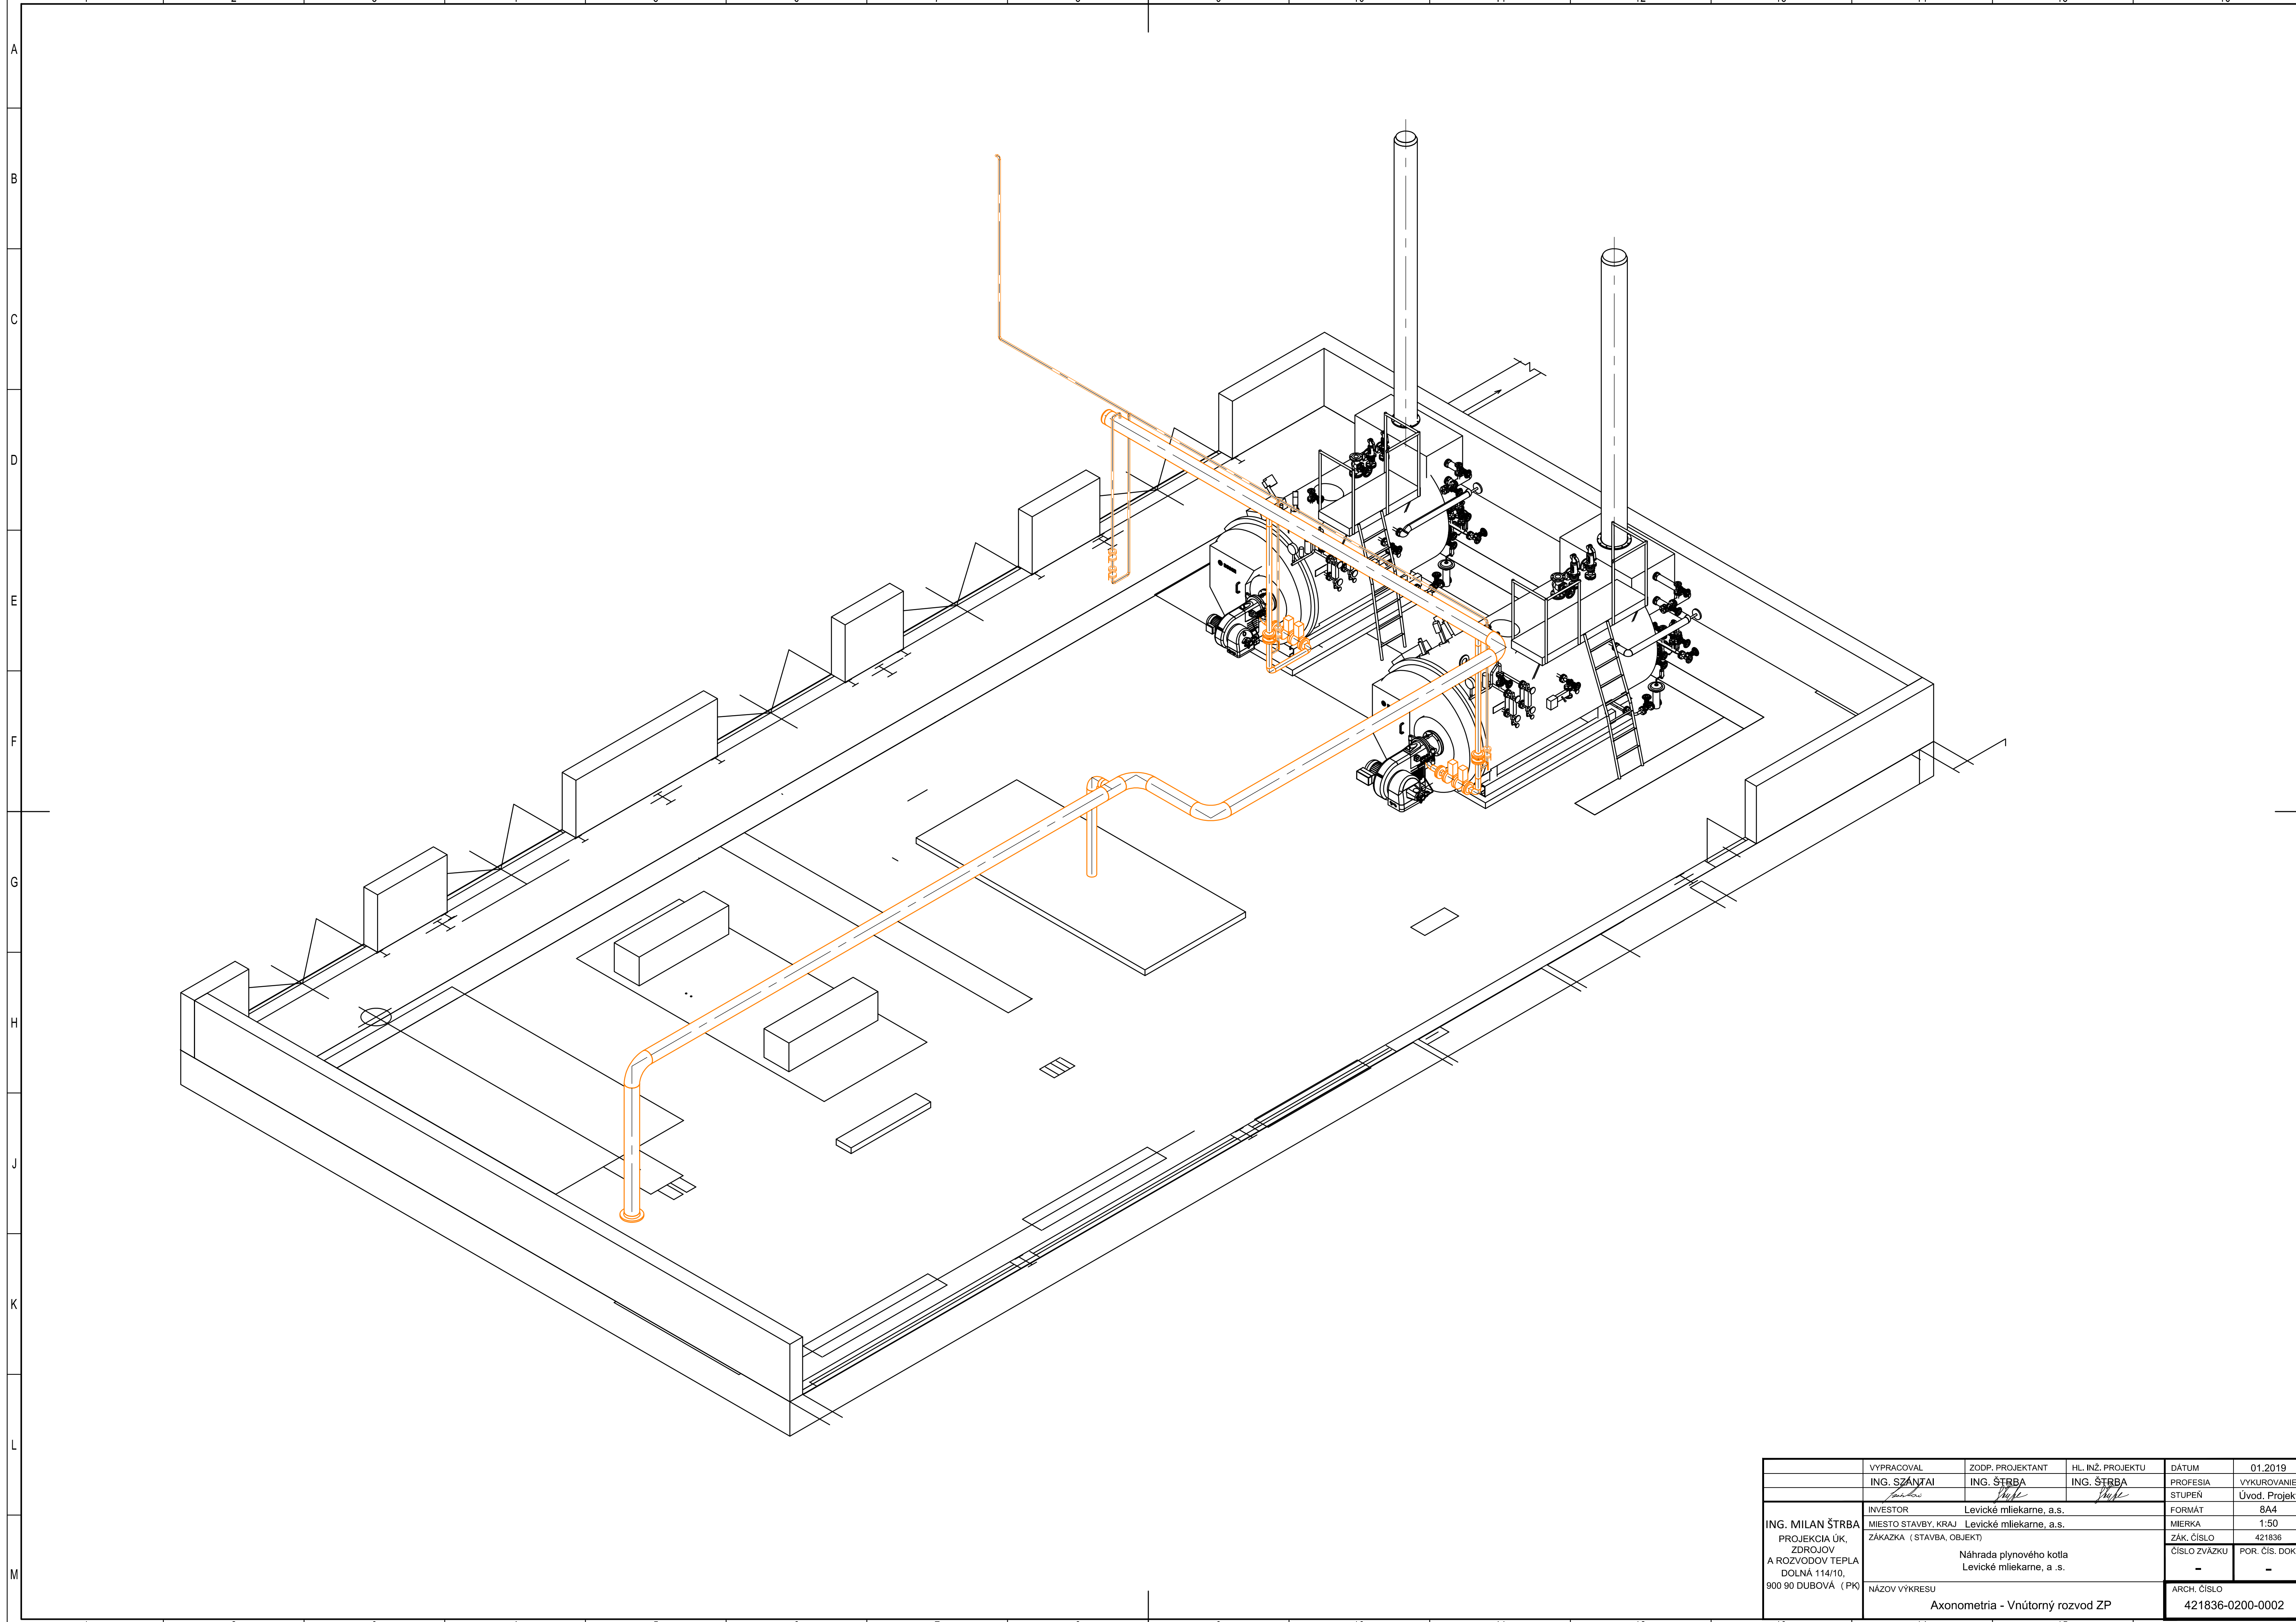 A
B
C
D
E
F
G
H
J
K
L
M
VYPRACOVAL ZODP. PROJEKTANT HL. INŽ. PROJEKTU DÁTUM 01.2019
ING. SZÁNTAI ING. ŠTRBA ING. ŠTRBA PROFESIA VYKUROVANIE
STUPEŇ Úvod. Projek
INVESTOR Levické mliekarne, a.s. FORMÁT 8A4
MIESTO STAVBY, KRAJ Levické mliekarne, a.s. MIERKA 1:50
ZÁKAZKA ( STAVBA, OBJEKT) ZÁK. ČÍSLO 421836
ING. MILAN ŠTRBA
PROJEKCIA ÚK,
ZDROJOV
A ROZVODOV TEPLA
DOLNÁ 114/10,
900 90 DUBOVÁ ( PK)
Náhrada plynového kotla
Levické mliekarne, a .s.
ČÍSLO ZVÄZKU POR. ČÍS. DOK
- -
NÁZOV VÝKRESU
Axonometria - Vnútorný rozvod ZP
ARCH. ČÍSLO
421836-0200-0002